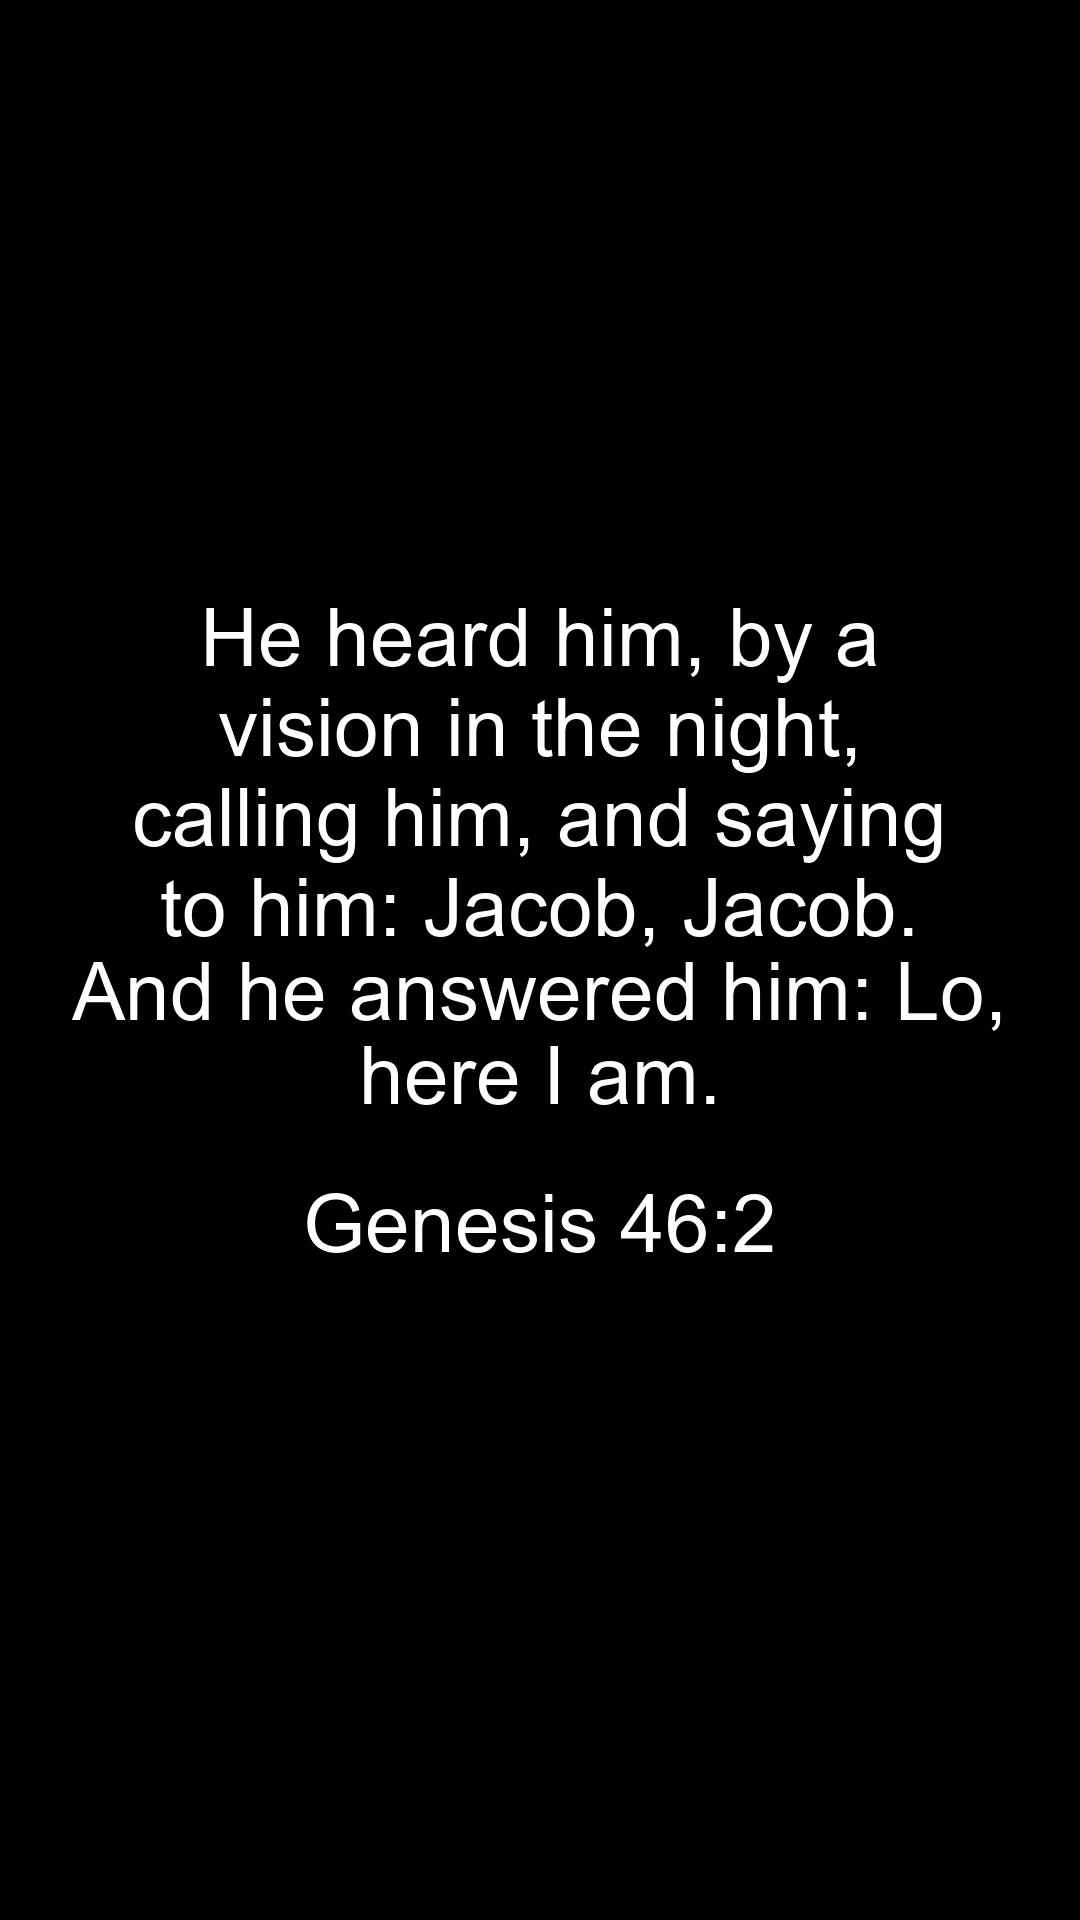 He heard him, by a
vision in the night,
calling him, and saying
to him: Jacob, Jacob.
And he answered him: Lo,
here I am.
Genesis 46:2